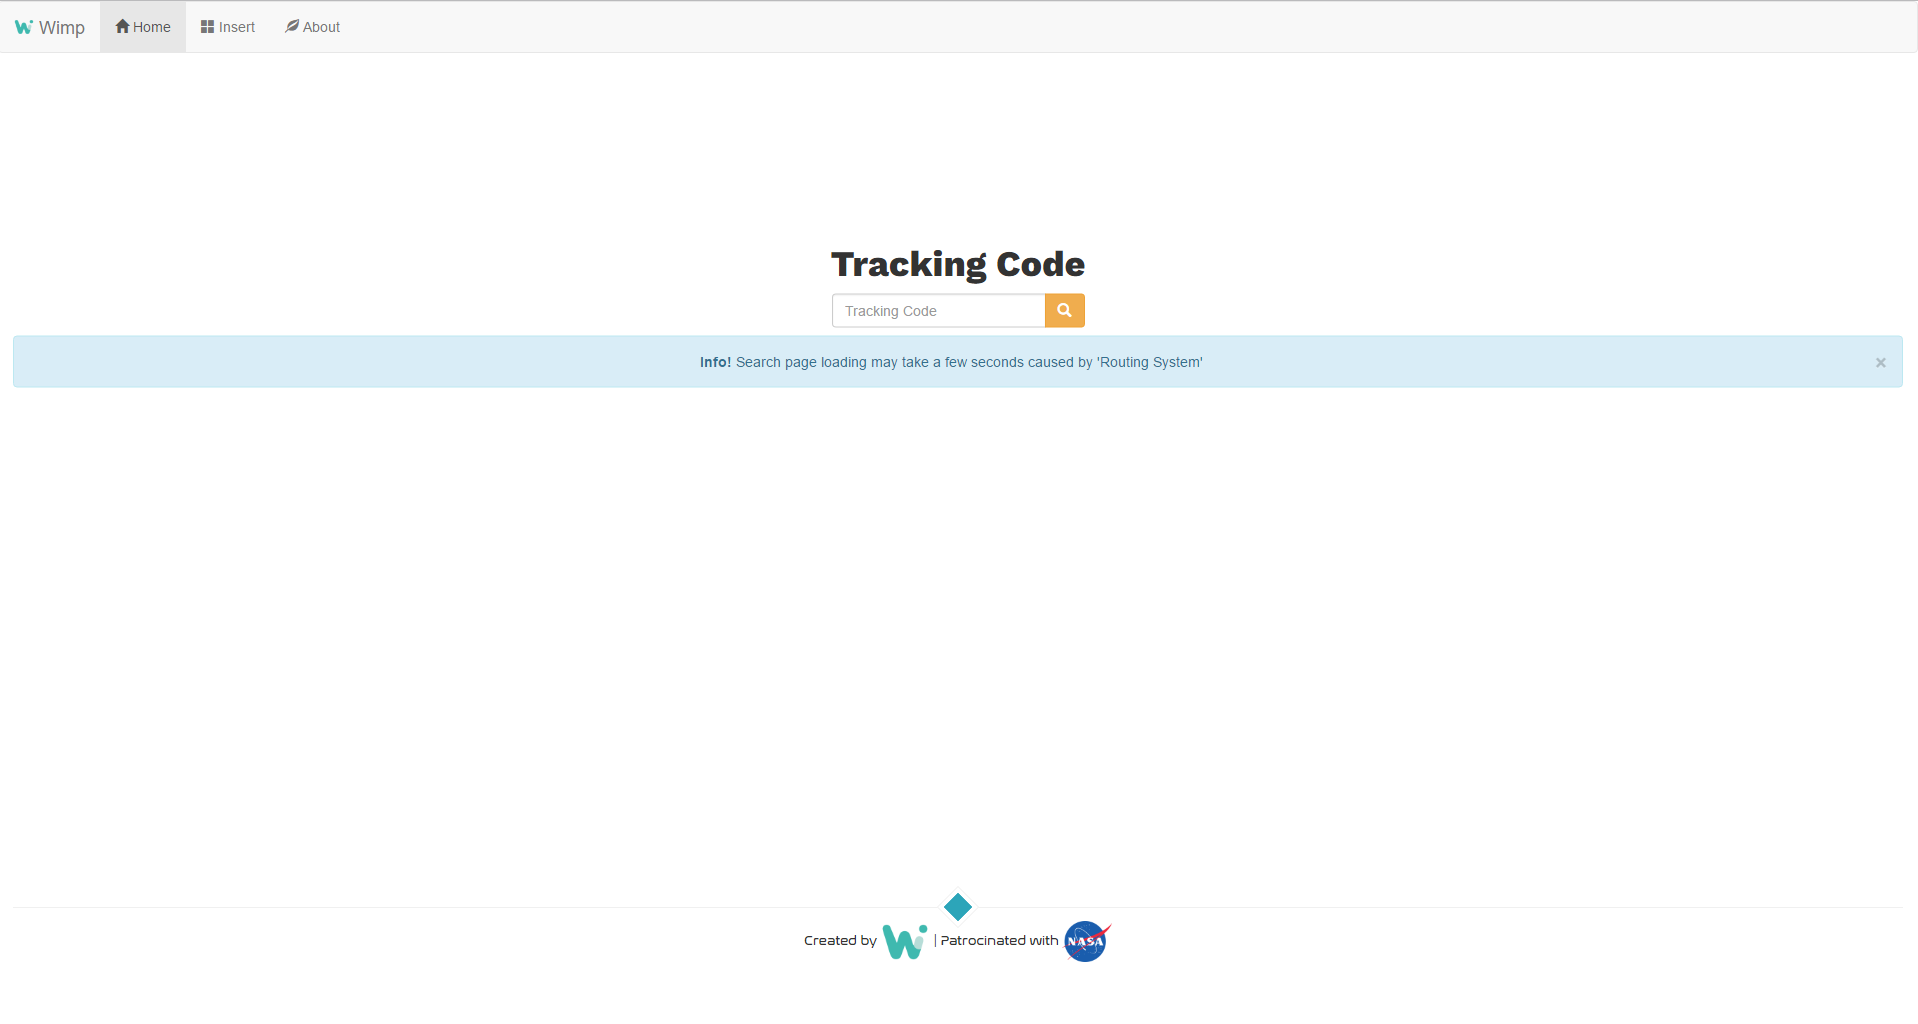 Wimp Home Insert About
Tracking Code
Tracking Code
Info! Search page loading may take a few seconds caused by 'Routing System' ×
Created by Wi | Patrocinated with NASA